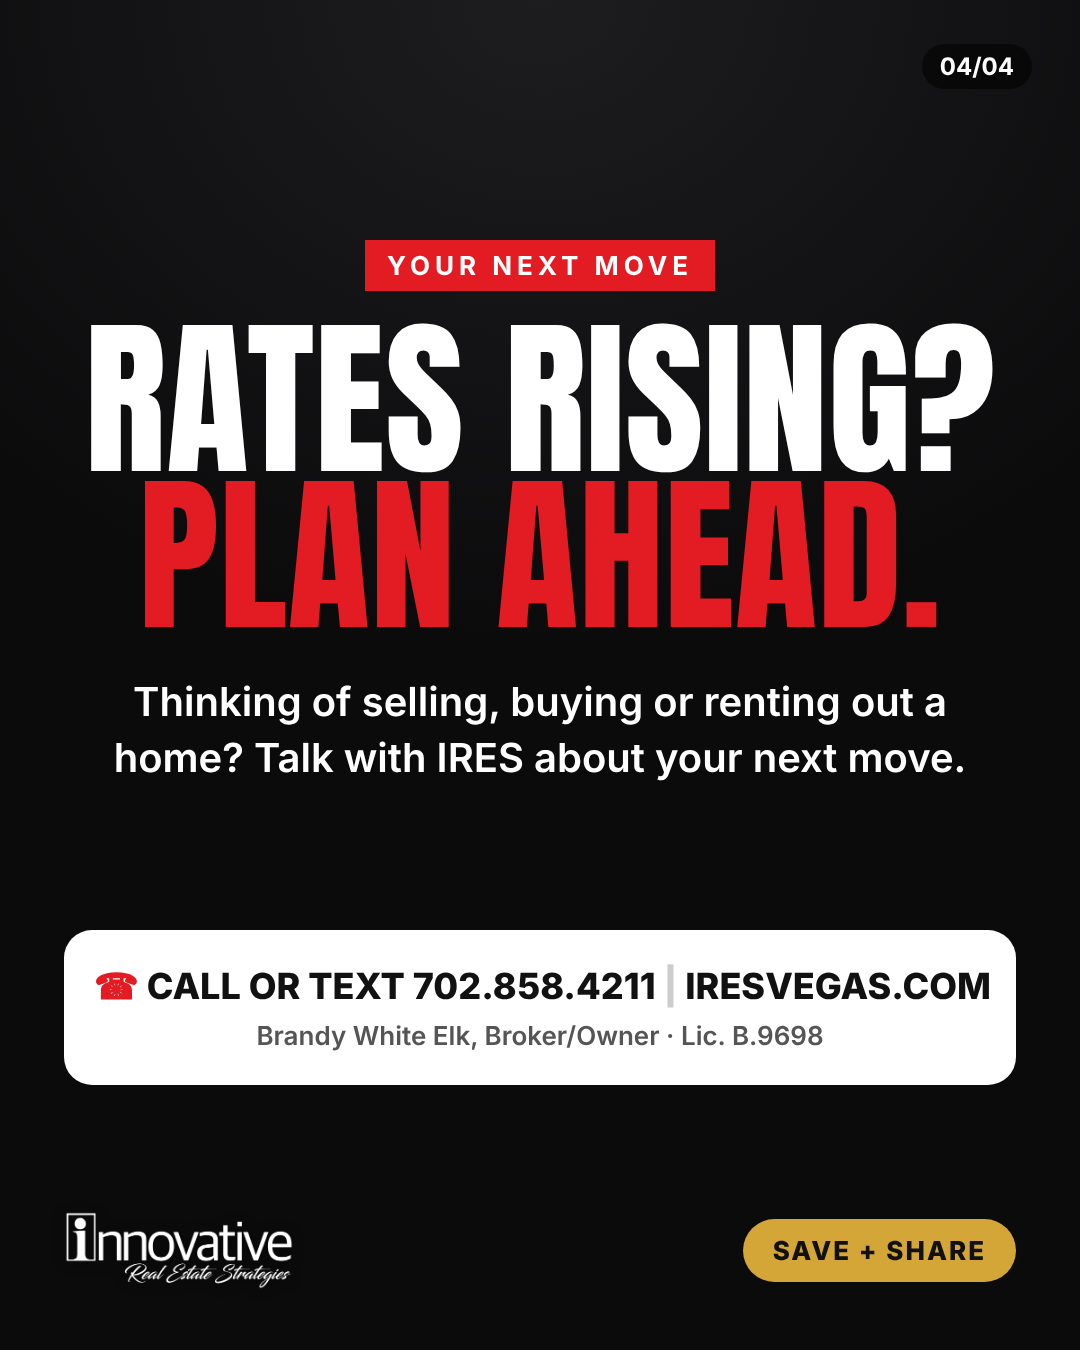 04/04
YOUR NEXT MOVE
RATES RISING?
PLAN AHEAD.
Thinking of selling, buying or renting out a
home? Talk with IRES about your next move.
☎ CALL OR TEXT 702.858.4211 | IRESVEGAS.COM
Brandy White Elk, Broker/Owner · Lic. B.9698
innovative
Real Estate Strategies
SAVE + SHARE